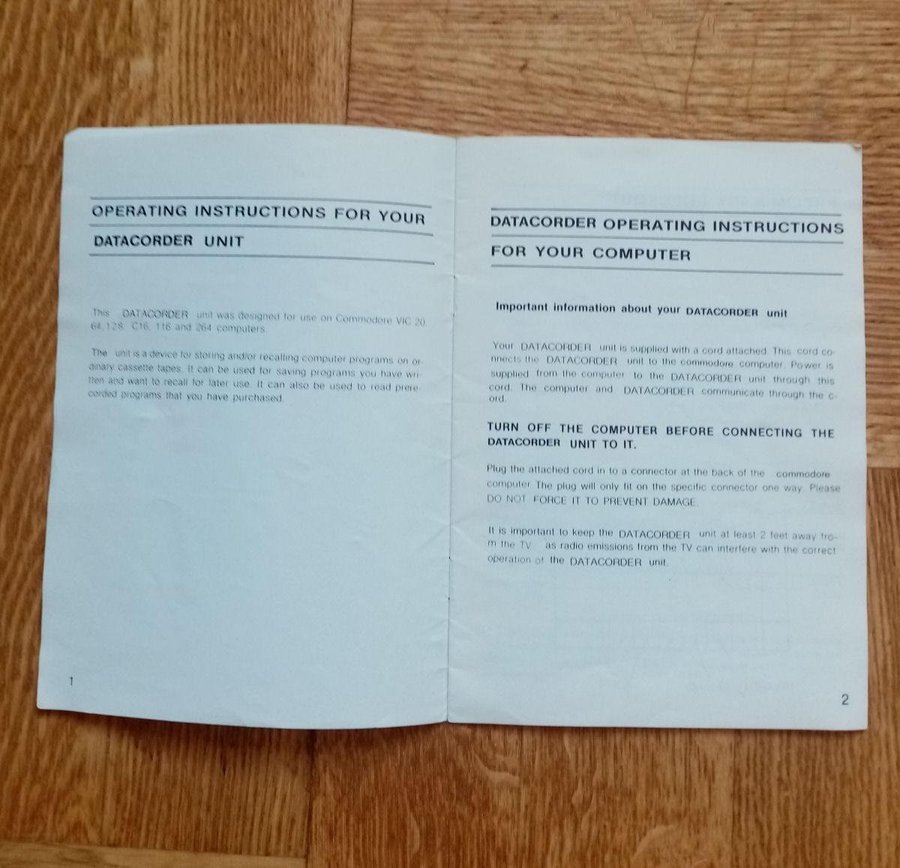 OPERATING INSTRUCTIONS FOR YOUR
DATACORDER UNIT
This DATACORDER unit was designed for use on Commodore VIC 20
64, 128, C16, 116 and 264 computers.
The unit is a device for storing and/or recalling computer programs on or-
dinary cassette tapes. It can be used for saving programs you have wri-
tten and want to recall for later use. It can also be used to read prere-
corded programs that you have purchased.
1
DATACORDER OPERATING INSTRUCTIONS
FOR YOUR COMPUTER
Important information about your DATACORDER unit
Your DATACORDER unit is supplied with a cord attached. This cord co-
nnects the DATACORDER unit to the commodore computer. Power is
supplied from the computer to the DATACORDER unit through this
cord. The computer and DATACORDER communicate through the c-
ord.
TURN OFF THE COMPUTER BEFORE CONNECTING THE
DATACORDER UNIT TO IT.
Plug the attached cord in to a connector at the back of the commodore
computer. The plug will only fit on the specific connector one way. Please
DO NOT FORCE IT TO PREVENT DAMAGE.
It is important to keep the DATACORDER unit at least 2 feet away fro-
m the TV as radio emissions from the TV can interfere with the correct
operation of the DATACORDER unit.
2